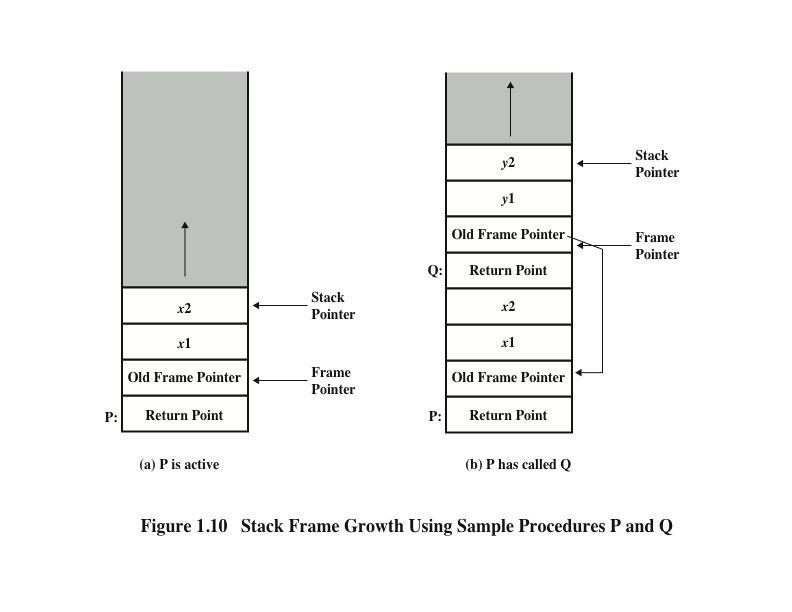 x2
x1
Old Frame Pointer
P:
Return Point
Stack
Pointer
Frame
Pointer
(a) P is active
y2
y1
Old Frame Pointer
Q:
Return Point
x2
x1
Old Frame Pointer
P:
Return Point
Stack
Pointer
Frame
Pointer
(b) P has called Q
Figure 1.10 Stack Frame Growth Using Sample Procedures P and Q